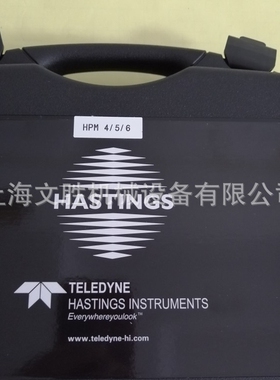 HPM 4/5/6
HASTINGS
上海文胜机械设备有限公司
TELEDYNE
HASTINGS INSTRUMENTS
Everywhereyoulook™
www.teledyne-hi.com